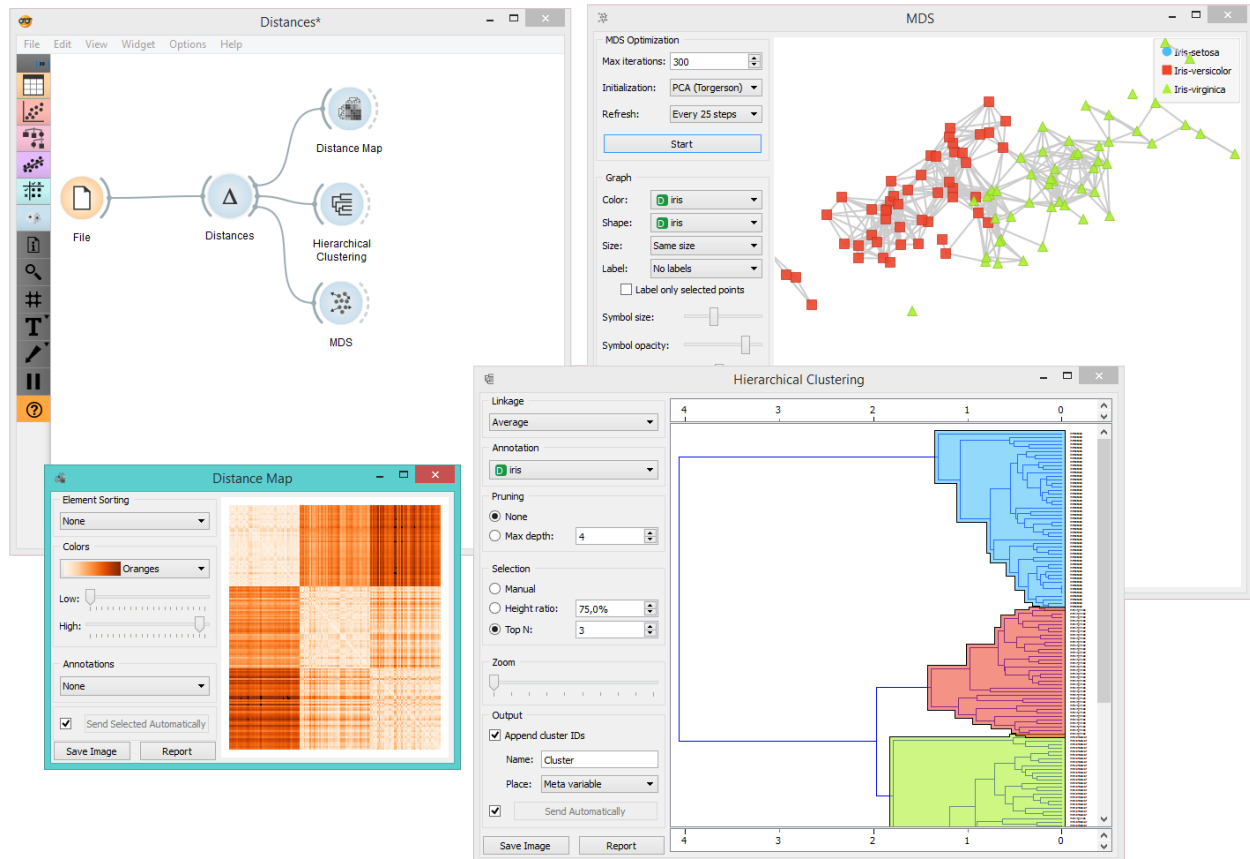 Distances*
File Edit View Widget Options Help
Distance Map
File
Distances
Hierarchical
Clustering
MDS
MDS
MDS Optimization
Max iterations: 300
Initialization: PCA (Torgerson)
Refresh: Every 25 steps
Start
Graph
Color: D iris
Shape: D iris
Size: Same size
Label: No labels
Label only selected points
Symbol size:
Symbol opacity:
Iris-setosa
Iris-versicolor
Iris-virginica
Distance Map
Element Sorting
None
Colors
Oranges
Low:
High:
Annotations
None
Send Selected Automatically
Save Image Report
Hierarchical Clustering
Linkage
Average
Annotation
D iris
Pruning
None
Max depth: 4
Selection
Manual
Height ratio: 75,0%
Top N: 3
Zoom
Output
Append cluster IDs
Name: Cluster
Place: Meta variable
Send Automatically
Save Image Report
4 3 2 1 0
4 3 2 1 0